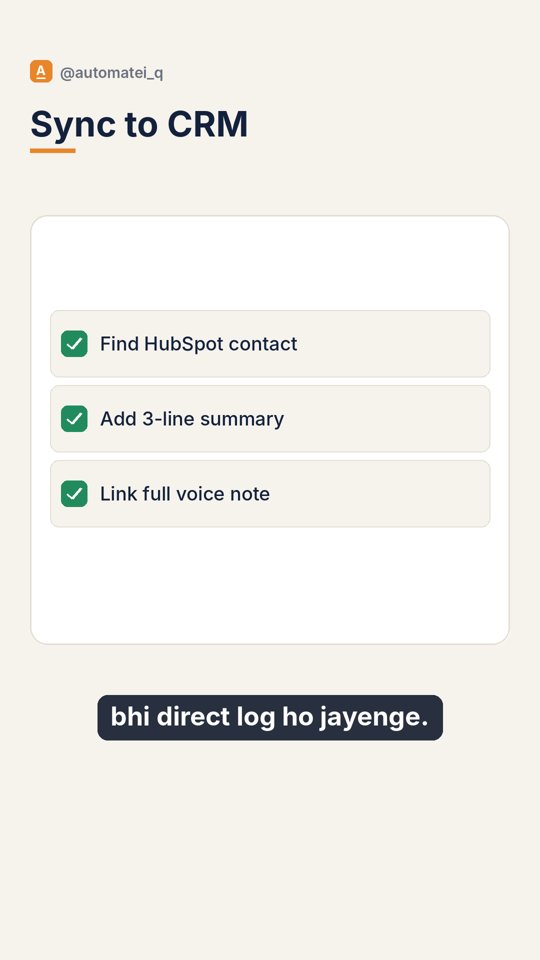 A
@automatei_q
Sync to CRM
Find HubSpot contact
Add 3-line summary
Link full voice note
bhi direct log ho jayenge.